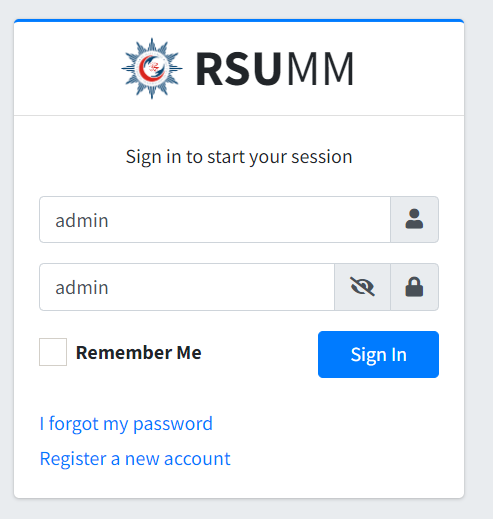 RSUMM
Sign in to start your session
admin
admin
Remember Me
Sign In
I forgot my password
Register a new account